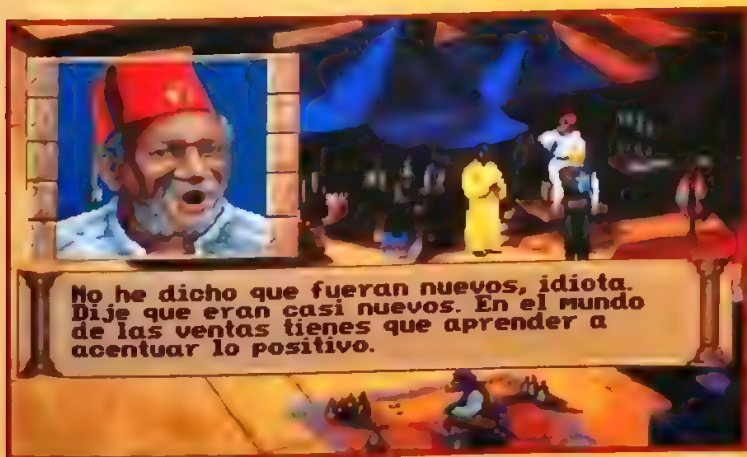 No he dicho que fueran nuevos, idiota.
Dije que eran casi nuevos. En el mundo
de las ventas tienes que aprender a
acentuar lo positivo.